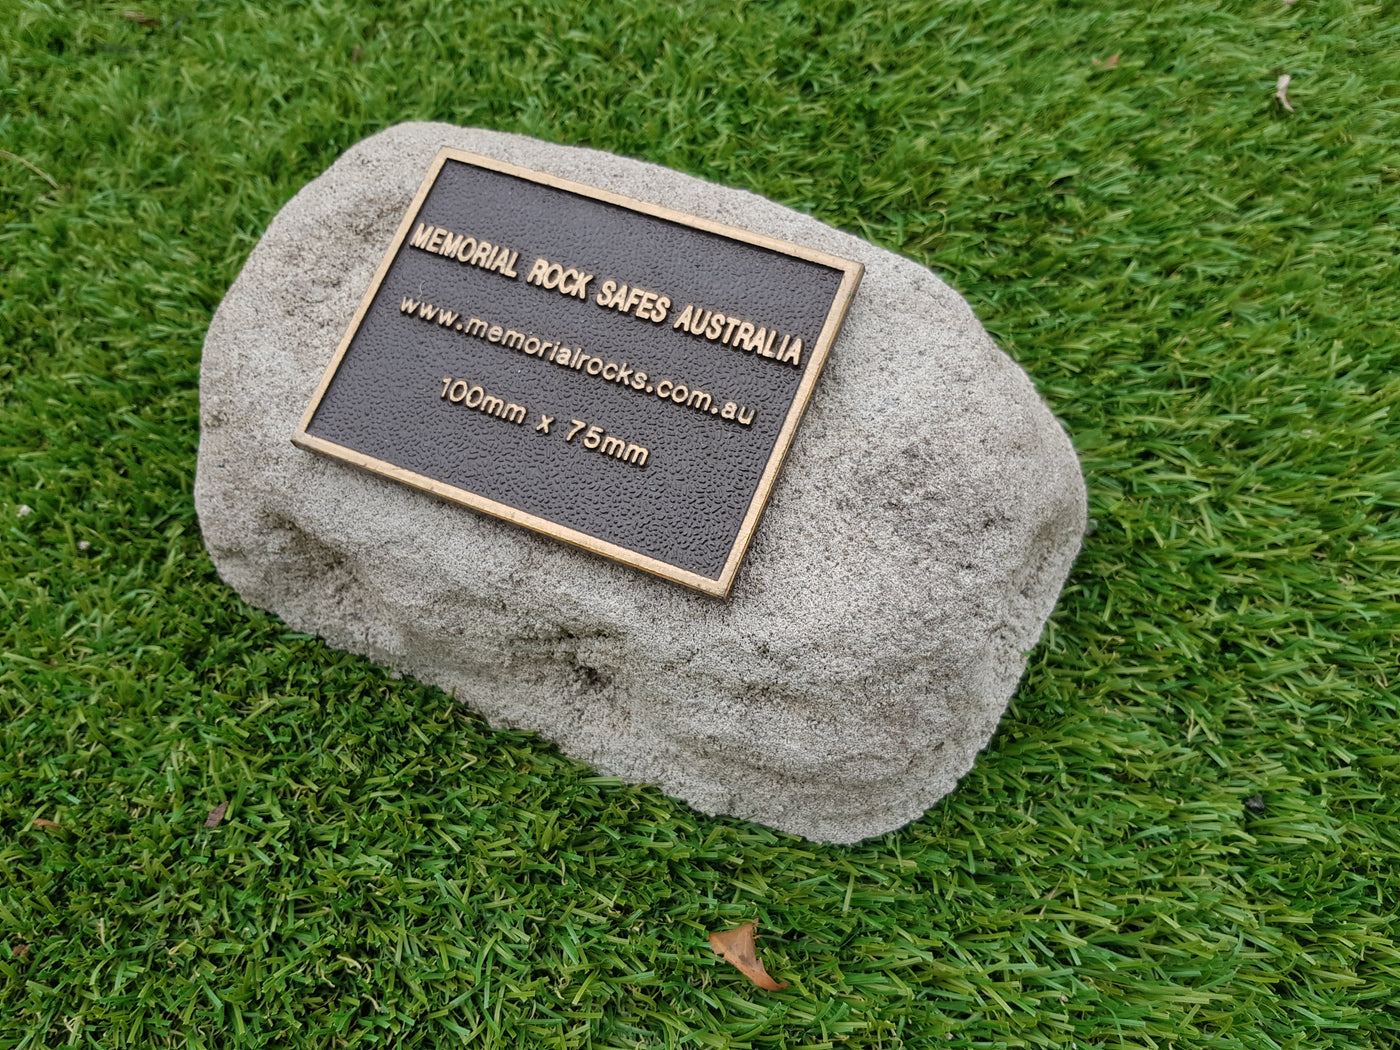 MEMORIAL ROCK SAFES AUSTRALIA
www.memorialrocks.com.au
100mm x 75mm